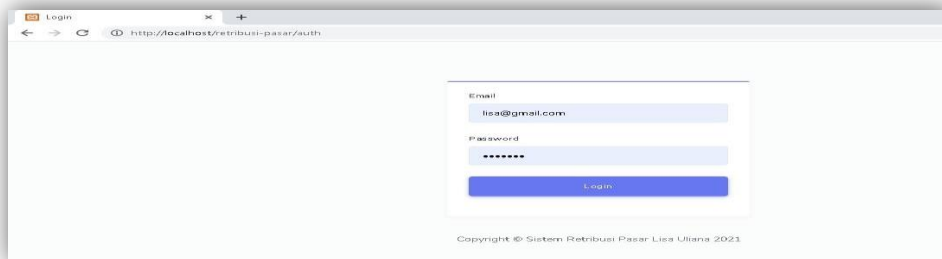 Login
http://localhost/retribusi-pasar/auth
Email
lisa@gmail.com
Password
•••••••
Login
Copyright © Sistem Retribusi Pasar Lisa Uliana 2021